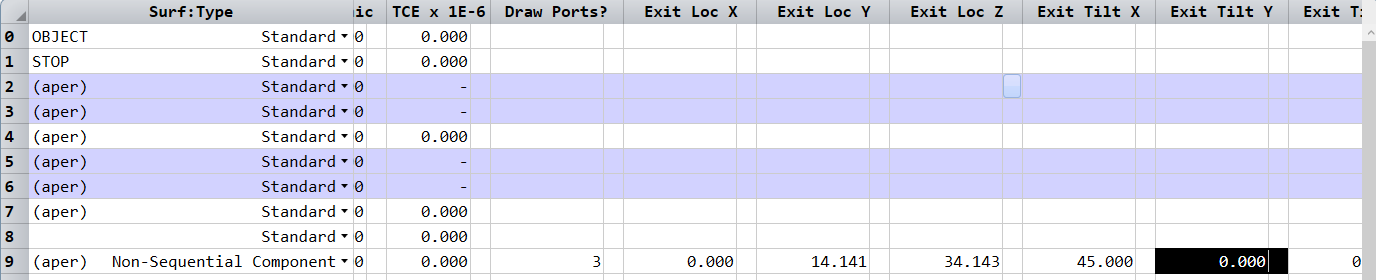 Surf:Type ic TCE x 1E-6 Draw Ports? Exit Loc X Exit Loc Y Exit Loc Z Exit Tilt X Exit Tilt Y Exit
0 OBJECT Standard 0 0.000
1 STOP Standard 0 0.000
2 (aper) Standard 0 -
3 (aper) Standard 0 -
4 (aper) Standard 0 0.000
5 (aper) Standard 0 -
6 (aper) Standard 0 -
7 (aper) Standard 0 0.000
8 Standard 0 0.000
9 (aper) Non-Sequential Component 0 0.000 3 0.000 14.141 34.143 45.000 0.000 0